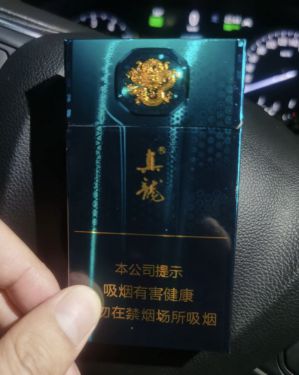 真龍
本公司提示
吸烟有害健康
勿在禁烟场所吸烟